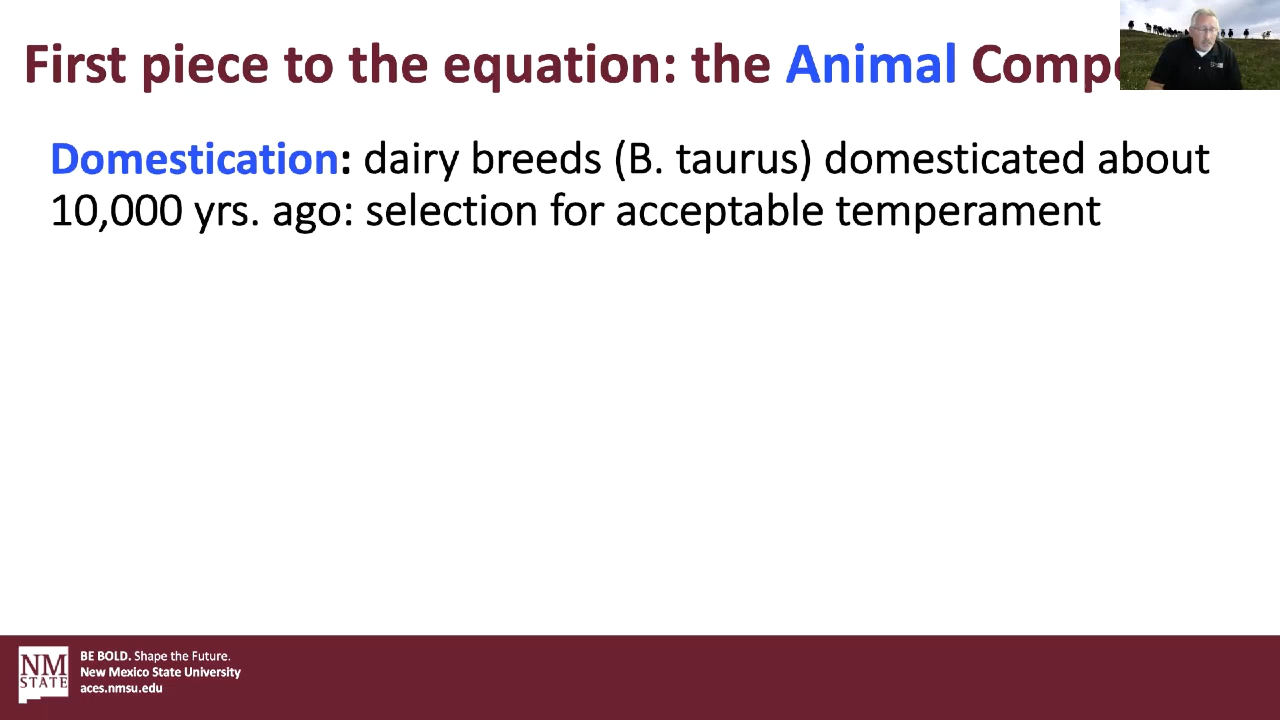 First piece to the equation: the Animal
Domestication: dairy breeds (B. taurus) domesticated about
10,000 yrs. ago: selection for acceptable temperament
NM
STATE
BE BOLD. Shape the Future.
New Mexico State University
aces.nmsu.edu